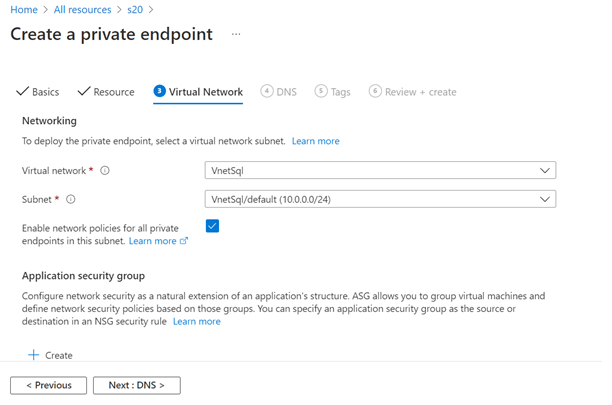 Home > All resources > s20 >
Create a private endpoint ...
Basics Resource 3 Virtual Network 4 DNS 5 Tags 6 Review + create
Networking
To deploy the private endpoint, select a virtual network subnet. Learn more
Virtual network * VnetSql
Subnet * VnetSql/default (10.0.0.0/24)
Enable network policies for all private
endpoints in this subnet. Learn more
Application security group
Configure network security as a natural extension of an application's structure. ASG allows you to group virtual machines and
define network security policies based on those groups. You can specify an application security group as the source or
destination in an NSG security rule Learn more
+ Create
< Previous Next : DNS >